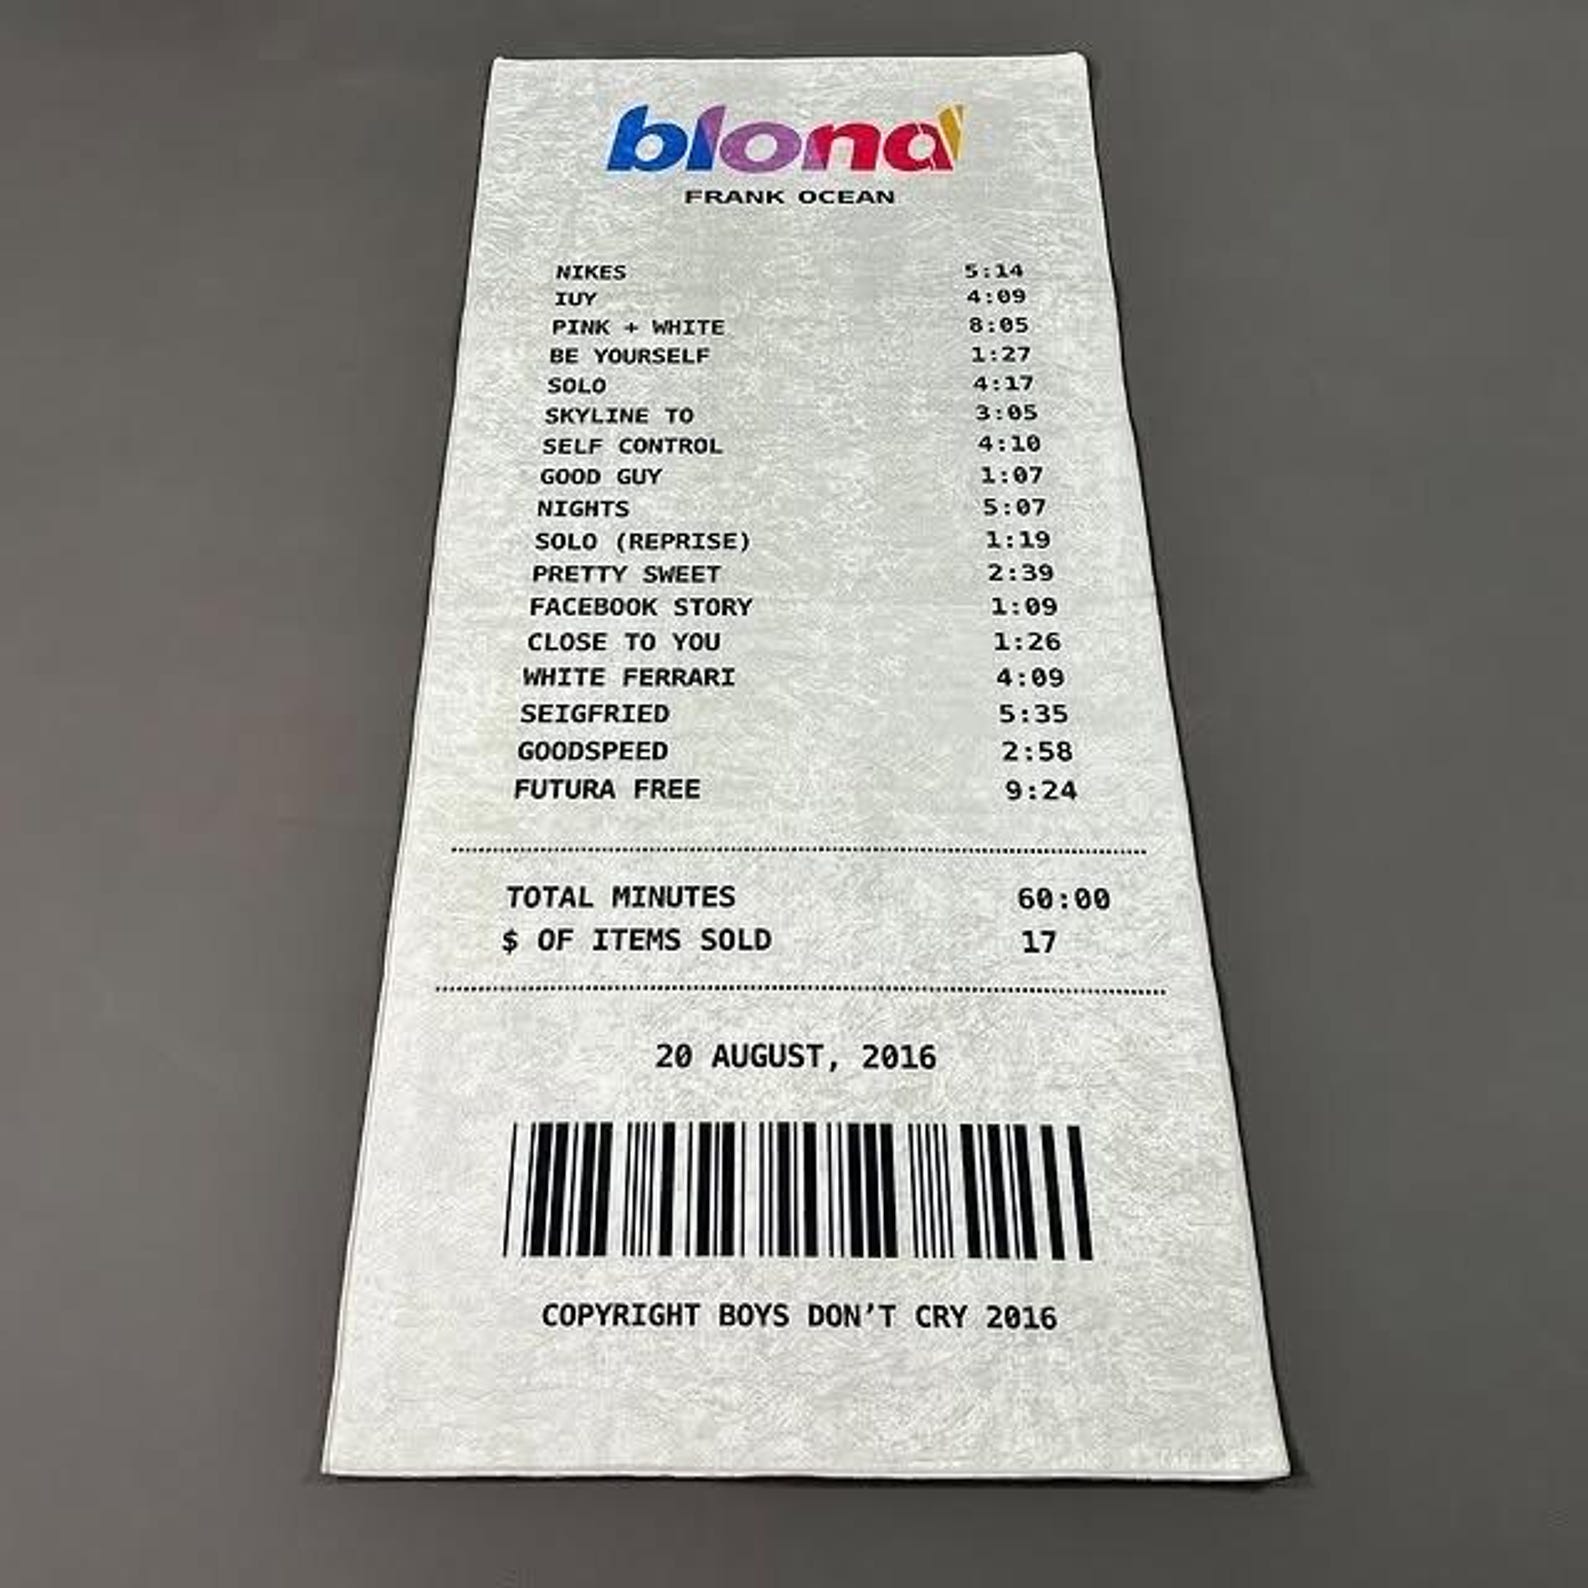 blond
FRANK OCEAN
NIKES 5:14
IUY 4:09
PINK + WHITE 8:05
BE YOURSELF 1:27
SOLO 4:17
SKYLINE TO 3:05
SELF CONTROL 4:10
GOOD GUY 1:07
NIGHTS 5:07
SOLO (REPRISE) 1:19
PRETTY SWEET 2:39
FACEBOOK STORY 1:09
CLOSE TO YOU 1:26
WHITE FERRARI 4:09
SEIGFRIED 5:35
GOODSPEED 2:58
FUTURA FREE 9:24
TOTAL MINUTES 60:00
$ OF ITEMS SOLD 17
20 AUGUST, 2016
COPYRIGHT BOYS DON'T CRY 2016